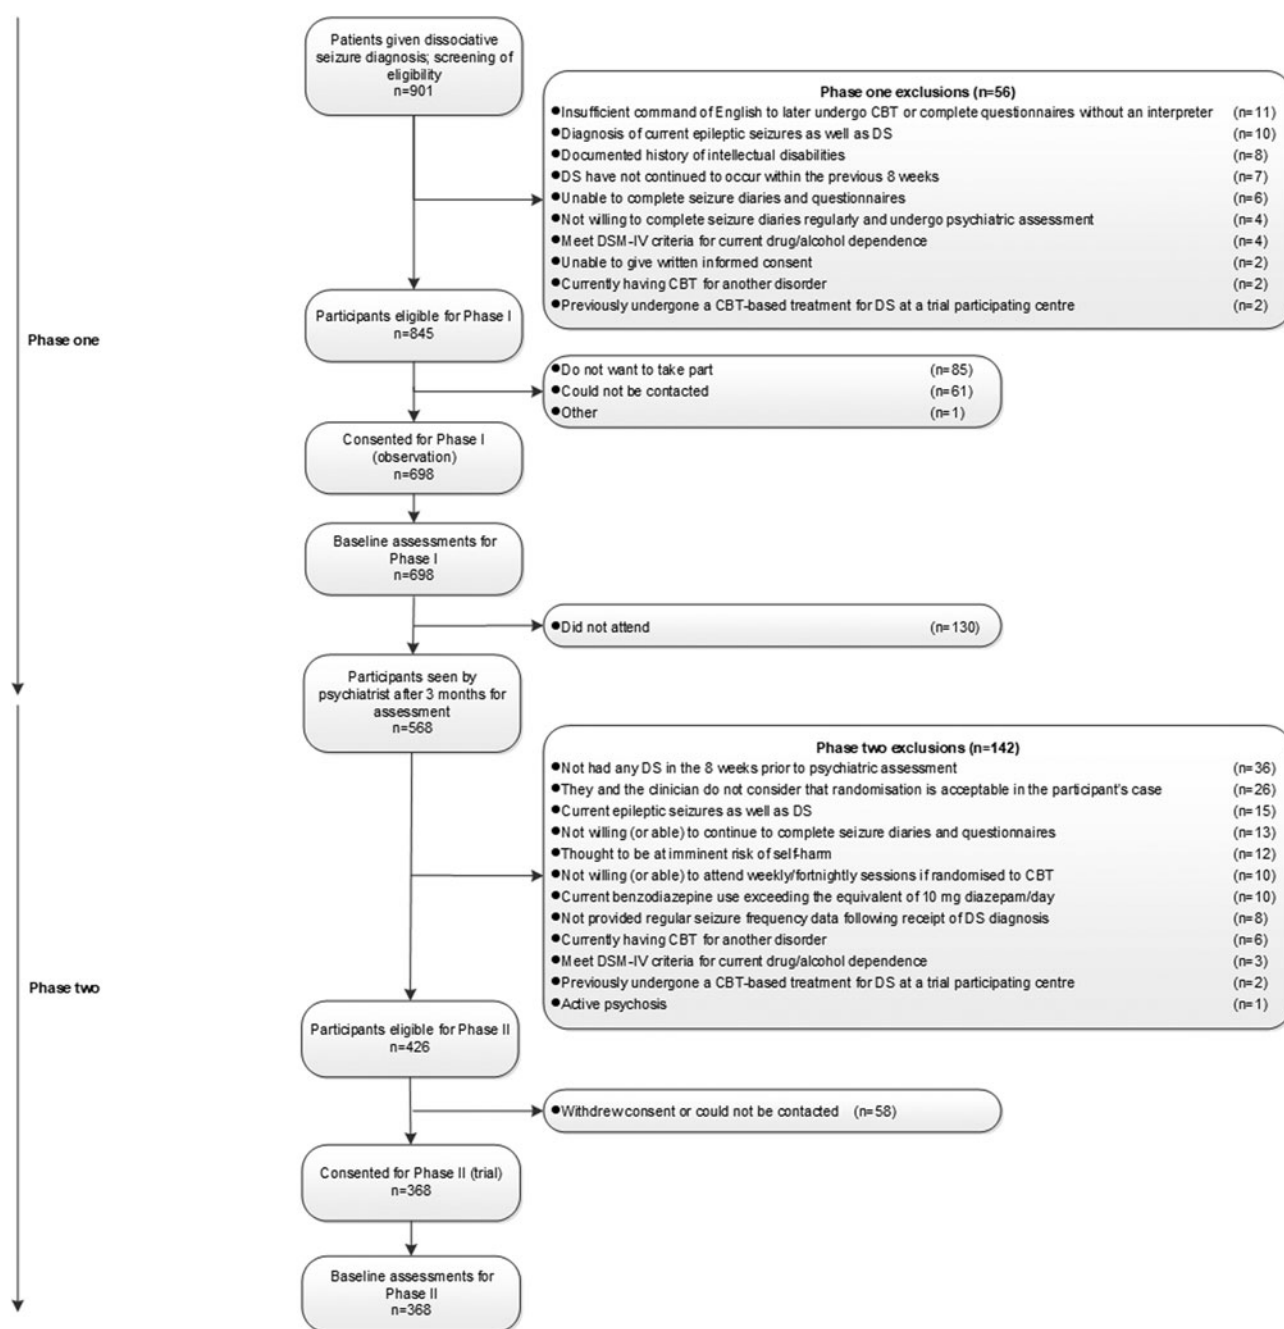 Patients given dissociative
seizure diagnosis; screening of
eligibility
n=901
Phase one exclusions (n=56)
●Insufficient command of English to later undergo CBT or complete questionnaires without an interpreter (n=11)
●Diagnosis of current epileptic seizures as well as DS (n=10)
●Documented history of intellectual disabilities (n=8)
●DS have not continued to occur within the previous 8 weeks (n=7)
●Unable to complete seizure diaries and questionnaires (n=6)
●Not willing to complete seizure diaries regularly and undergo psychiatric assessment (n=4)
●Meet DSM-IV criteria for current drug/alcohol dependence (n=4)
●Unable to give written informed consent (n=2)
●Currently having CBT for another disorder (n=2)
●Previously undergone a CBT-based treatment for DS at a trial participating centre (n=2)
Participants eligible for Phase I
n=845
Phase one
●Do not want to take part (n=85)
●Could not be contacted (n=61)
●Other (n=1)
Consented for Phase I
(observation)
n=698
Baseline assessments for
Phase I
n=698
●Did not attend (n=130)
Participants seen by
psychiatrist after 3 months for
assessment
n=568
Phase two exclusions (n=142)
●Not had any DS in the 8 weeks prior to psychiatric assessment (n=36)
●They and the clinician do not consider that randomisation is acceptable in the participant's case (n=26)
●Current epileptic seizures as well as DS (n=15)
●Not willing (or able) to continue to complete seizure diaries and questionnaires (n=13)
●Thought to be at imminent risk of self-harm (n=12)
●Not willing (or able) to attend weekly/fortnightly sessions if randomised to CBT (n=10)
●Current benzodiazepine use exceeding the equivalent of 10 mg diazepam/day (n=10)
●Not provided regular seizure frequency data following receipt of DS diagnosis (n=8)
●Currently having CBT for another disorder (n=6)
●Meet DSM-IV criteria for current drug/alcohol dependence (n=3)
●Previously undergone a CBT-based treatment for DS at a trial participating centre (n=2)
●Active psychosis (n=1)
Phase two
Participants eligible for Phase II
n=426
●Withdrew consent or could not be contacted (n=58)
Consented for Phase II (trial)
n=368
Baseline assessments for
Phase II
n=368